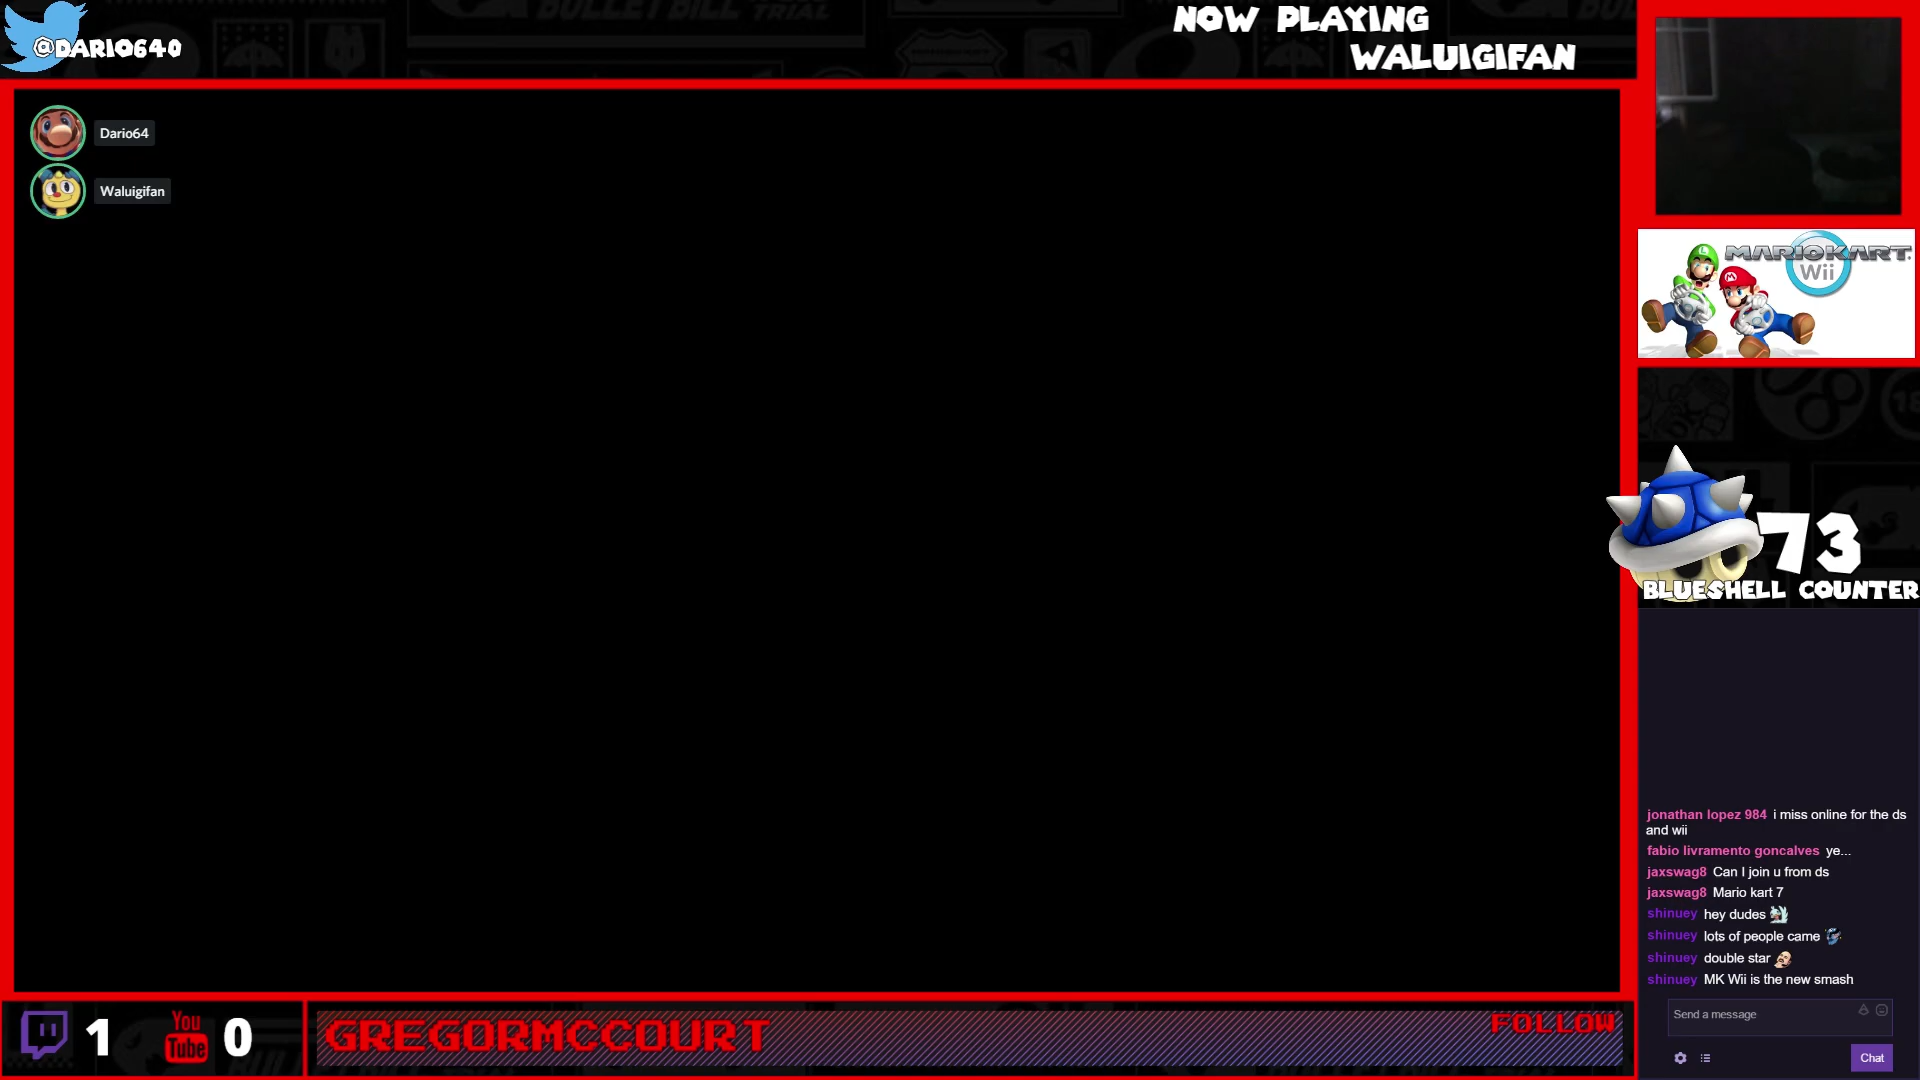 @DARIO640
BULLET BILL
TRIAL
NOW PLAYING
WALUIGIFAN
Dario64
Waluigifan
MARIOKART
Wii
73
BLUESHELL COUNTER
jonathan lopez 984 i miss online for the ds
and wii
fabio livramento goncalves ye...
jaxswag8 Can I join u from ds
jaxswag8 Mario kart 7
shinuey hey dudes
shinuey lots of people came
shinuey double star
shinuey MK Wii is the new smash
Send a message
Chat
1
You
Tube
0
GREGORMCCOURT
FOLLOW